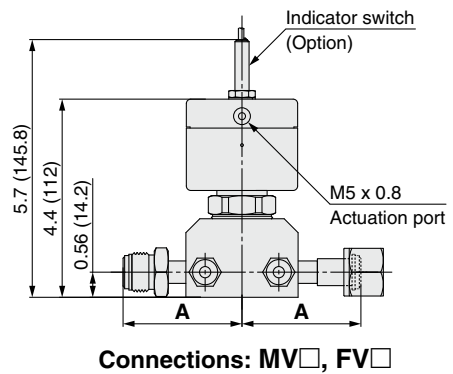 Indicator switch
(Option)
5.7 (145.8)
4.4 (112)
0.56 (14.2)
M5 x 0.8
Actuation port
A
A
Connections: MV□, FV□